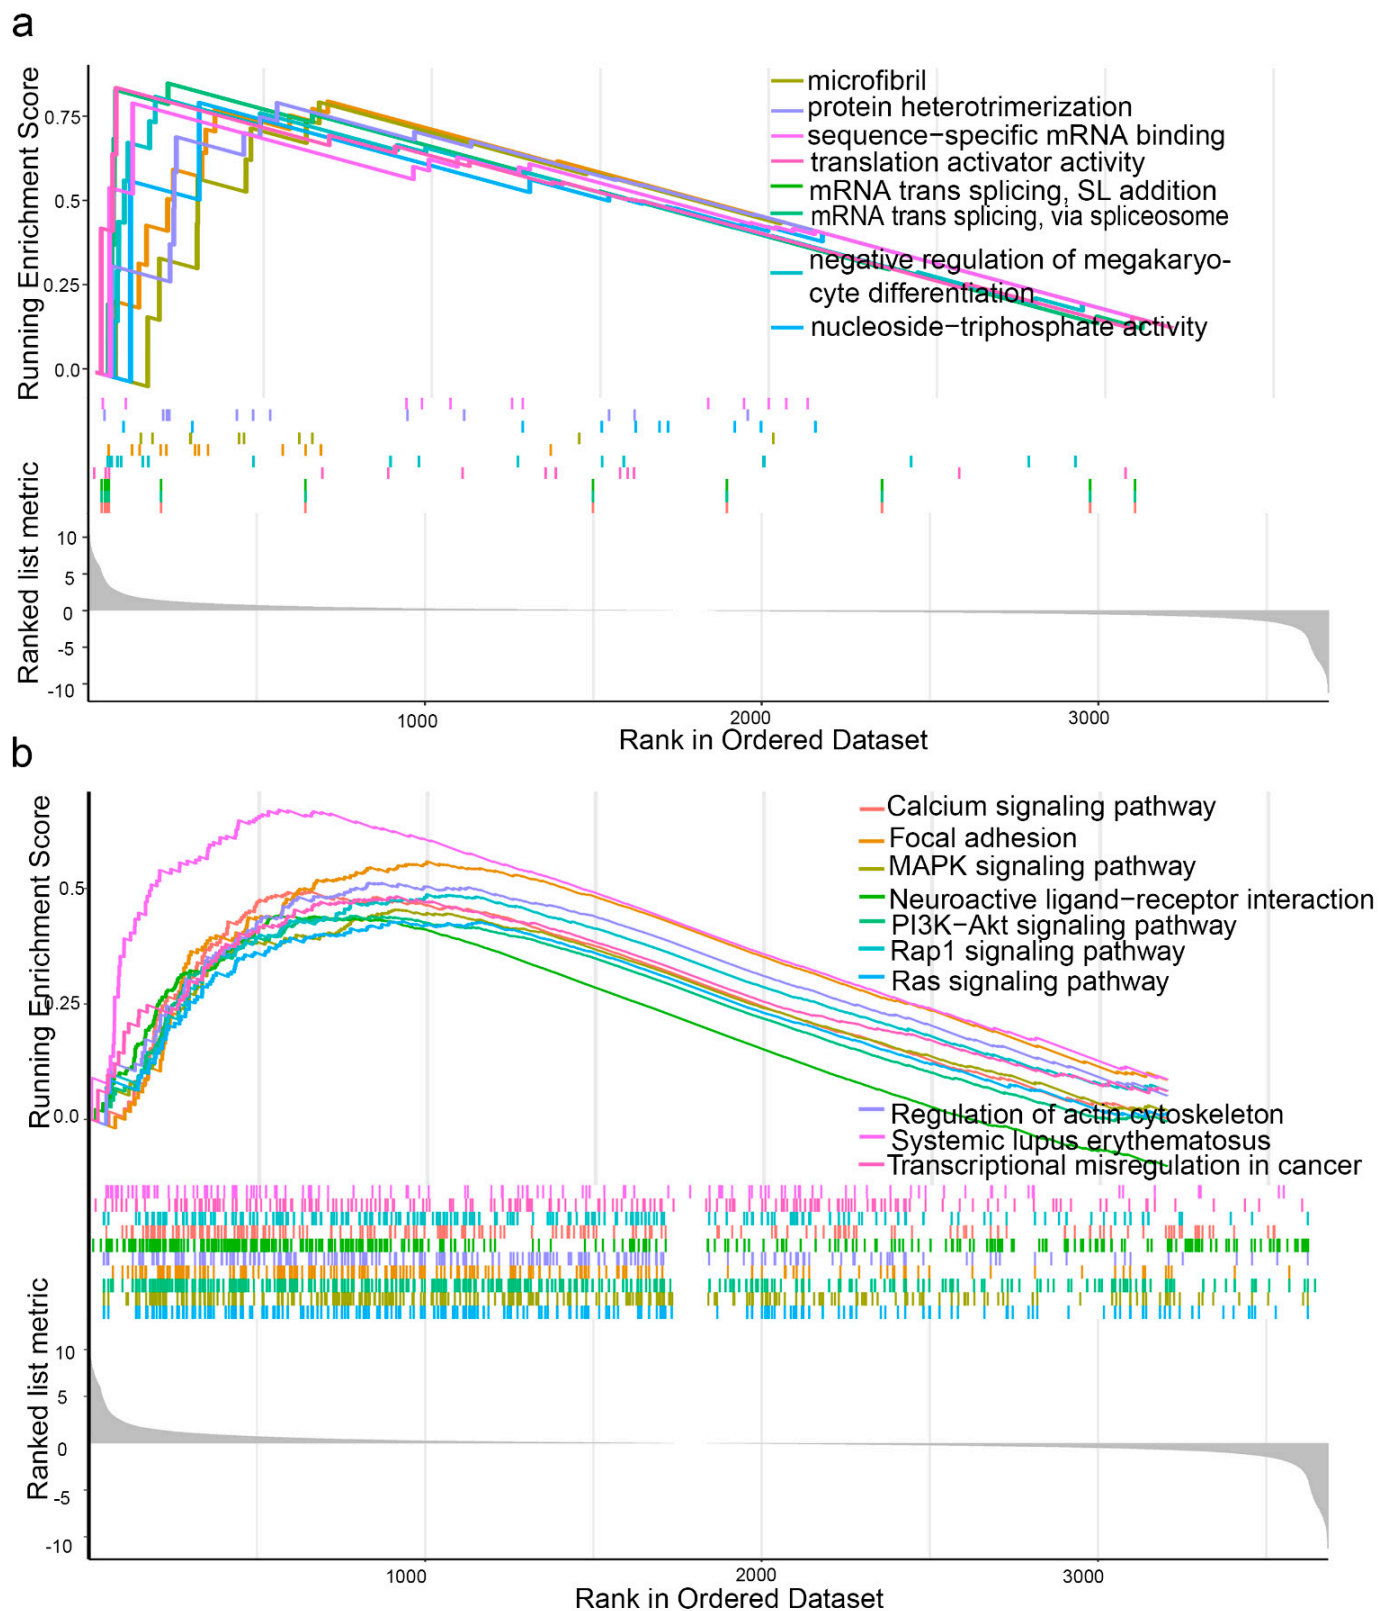 a
Running Enrichment Score
0.75
0.5
0.25
0.0
microfibril
protein heterotrimerization
sequence−specific mRNA binding
translation activator activity
mRNA trans splicing, SL addition
mRNA trans splicing, via spliceosome
negative regulation of megakaryo-
cyte differentiation
nucleoside−triphosphate activity
Ranked list metric
10
5
0
-5
-10
1000
2000
3000
Rank in Ordered Dataset
b
Running Enrichment Score
0.5
0.25
0.0
Calcium signaling pathway
Focal adhesion
MAPK signaling pathway
Neuroactive ligand−receptor interaction
PI3K−Akt signaling pathway
Rap1 signaling pathway
Ras signaling pathway
Regulation of actin cytoskeleton
Systemic lupus erythematosus
Transcriptional misregulation in cancer
Ranked list metric
10
5
0
-5
-10
1000
2000
3000
Rank in Ordered Dataset